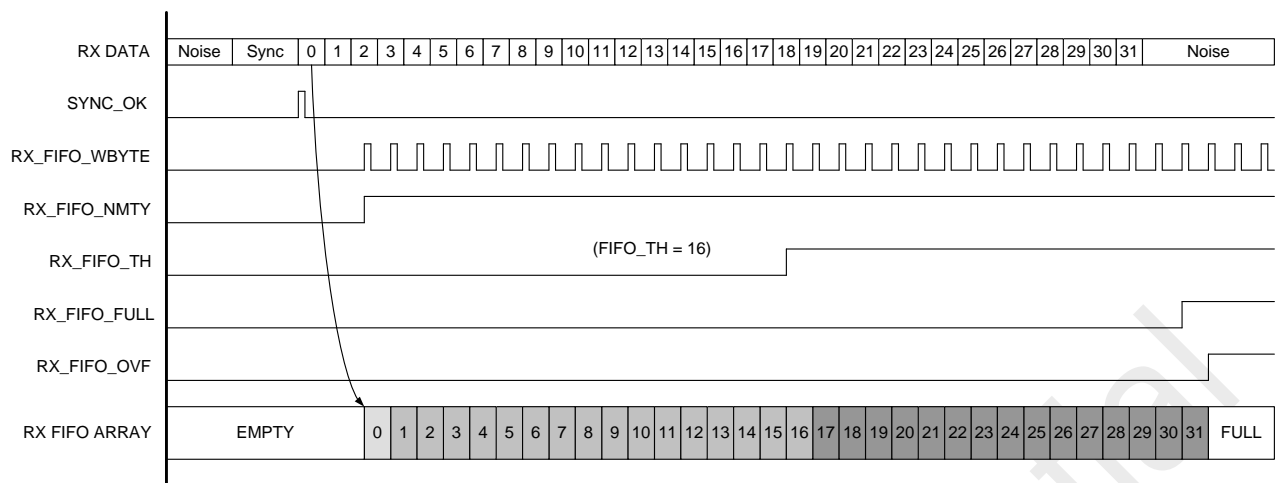 RX DATA Noise Sync 0 1 2 3 4 5 6 7 8 9 10 11 12 13 14 15 16 17 18 19 20 21 22 23 24 25 26 27 28 29 30 31 Noise
SYNC_OK
RX_FIFO_WBYTE
RX_FIFO_NMTY
(FIFO_TH = 16)
RX_FIFO_TH
RX_FIFO_FULL
RX_FIFO_OVF
RX FIFO ARRAY EMPTY 0 1 2 3 4 5 6 7 8 9 10 11 12 13 14 15 16 17 18 19 20 21 22 23 24 25 26 27 28 29 30 31 FULL